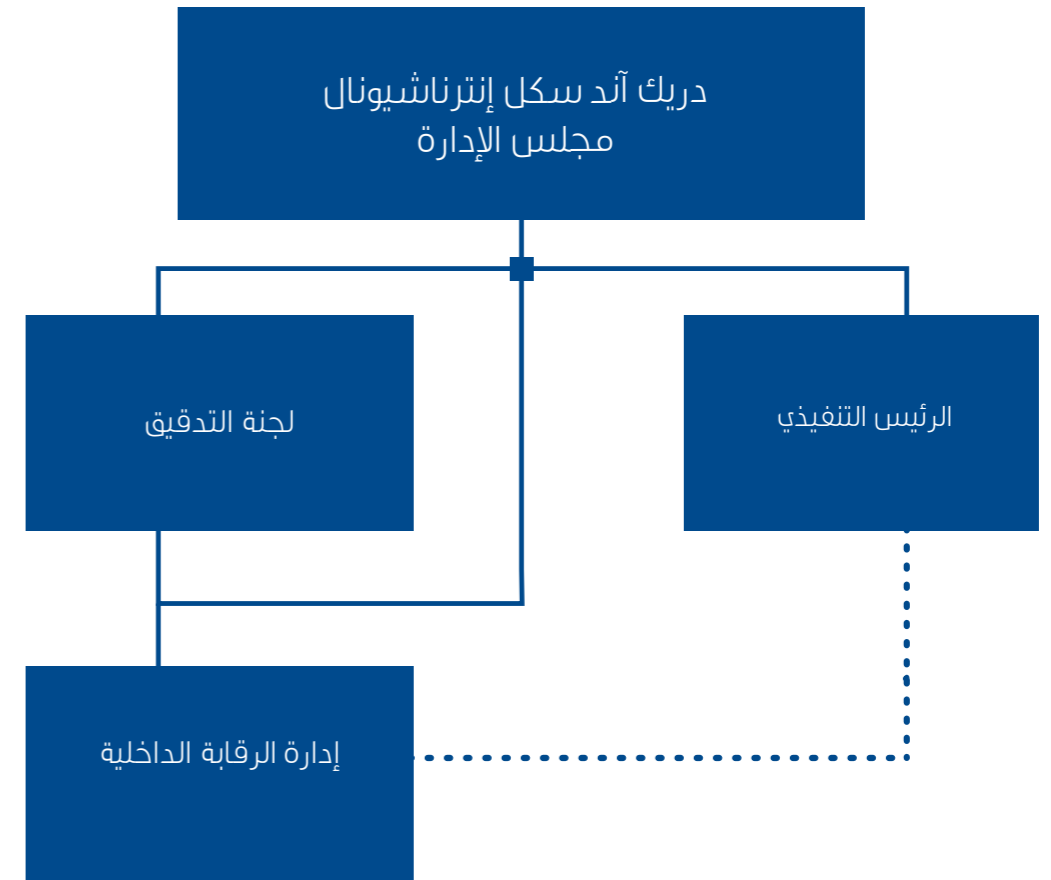 دريك آند سكل إنترناشيونال
مجلس الإدارة
الرئيس التنفيذي
لجنة التدقيق
إدارة الرقابة الداخلية